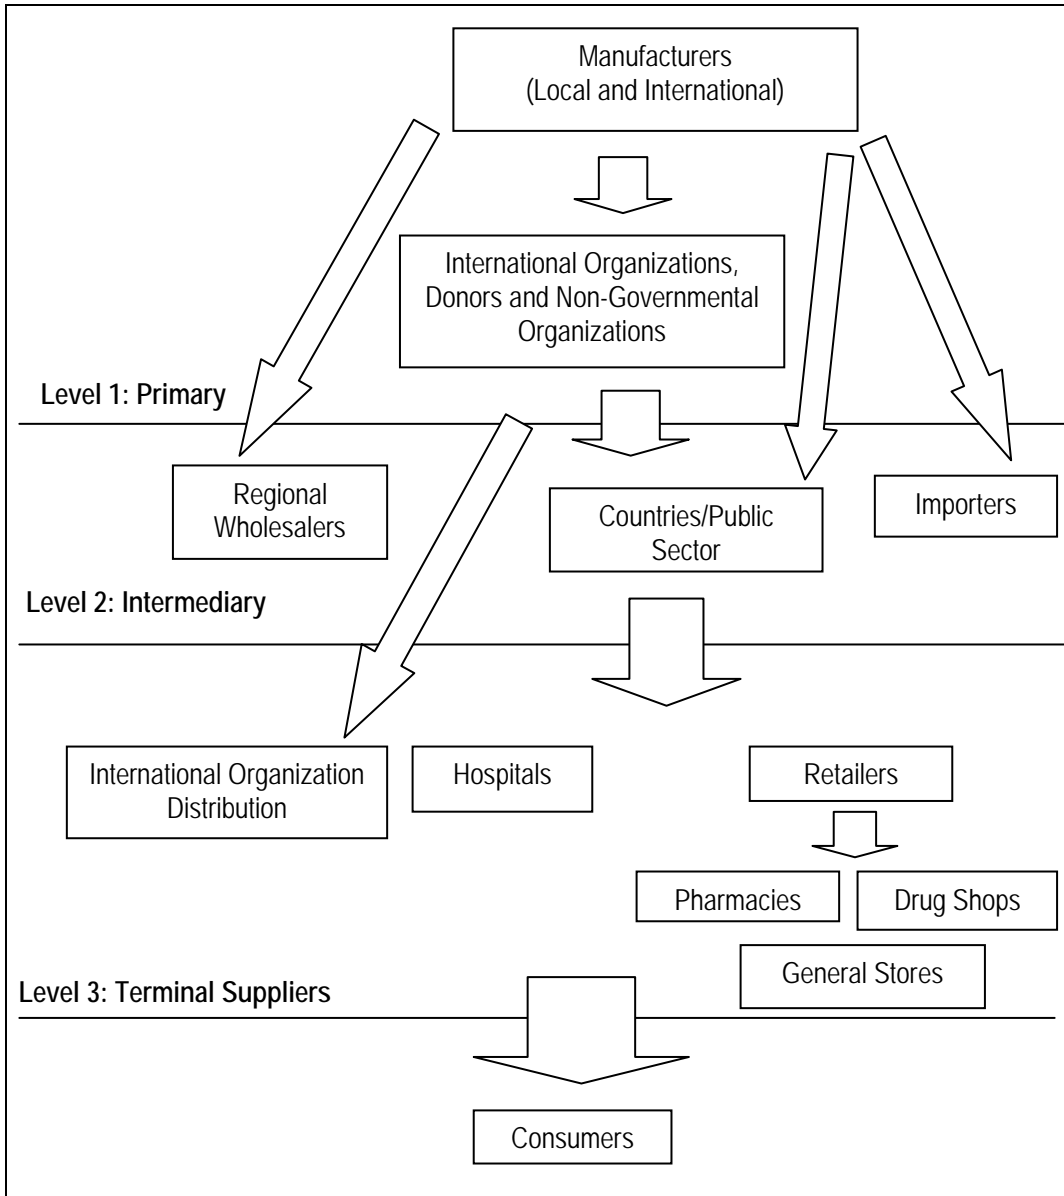 Manufacturers
(Local and International)
International Organizations,
Donors and Non-Governmental
Organizations
Level 1: Primary
Regional
Wholesalers
Countries/Public
Sector
Importers
Level 2: Intermediary
International Organization
Distribution
Hospitals
Retailers
Pharmacies
Drug Shops
General Stores
Level 3: Terminal Suppliers
Consumers